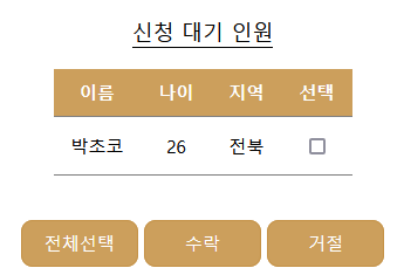 신청 대기 인원
이름 나이 지역 선택
박초코 26 전북
전체선택 수락 거절